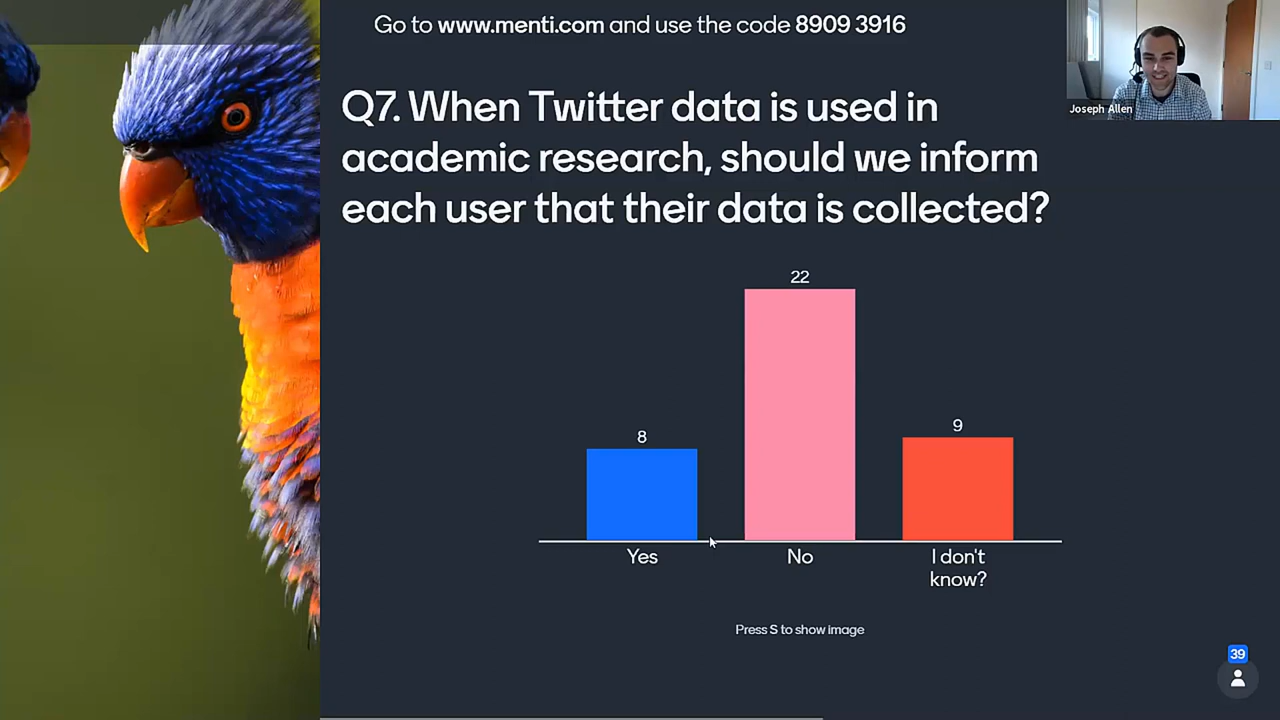 Go to www.menti.com and use the code 8909 3916
Joseph Allen
Q7. When Twitter data is used in
academic research, should we inform
each user that their data is collected?
22
9
8
Yes
No
I don't
know?
Press S to show image
39